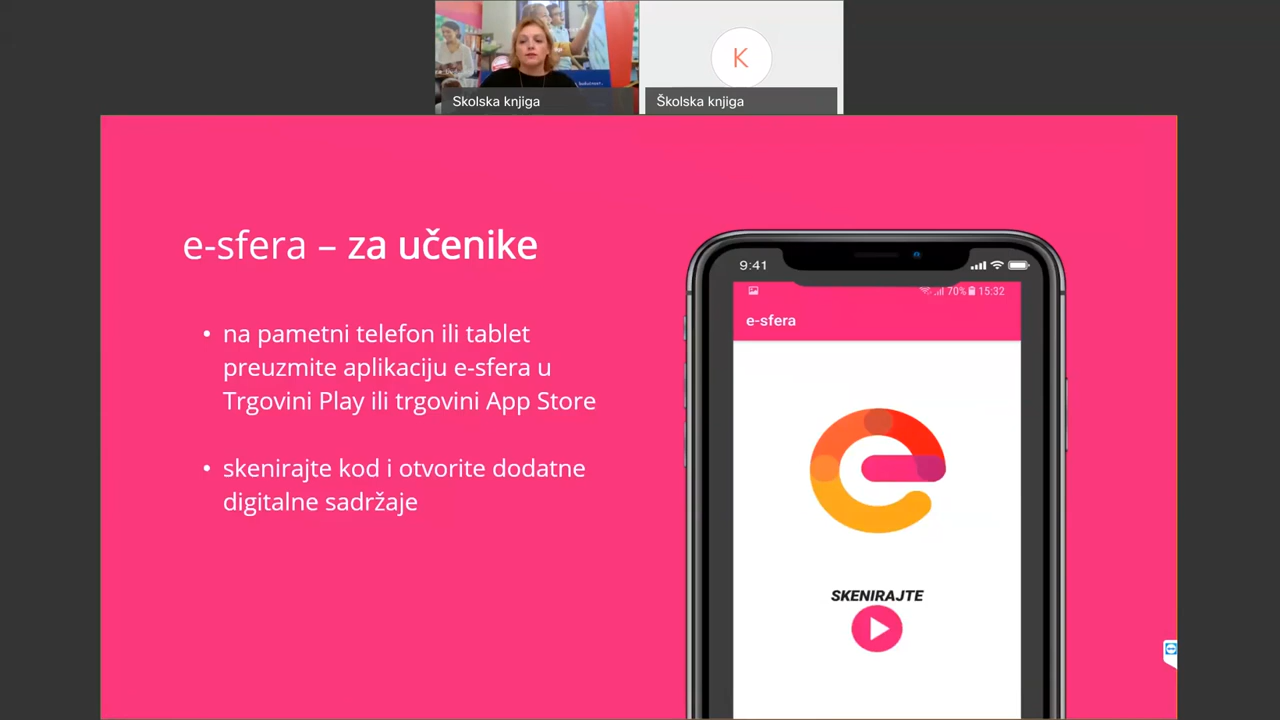 Skolska knjiga
K
Školska knjiga
e-sfera – za učenike
• na pametni telefon ili tablet
preuzmite aplikaciju e-sfera u
Trgovini Play ili trgovini App Store
• skenirajte kod i otvorite dodatne
digitalne sadržaje
9:41
70% 15:32
e-sfera
SKENIRAJTE